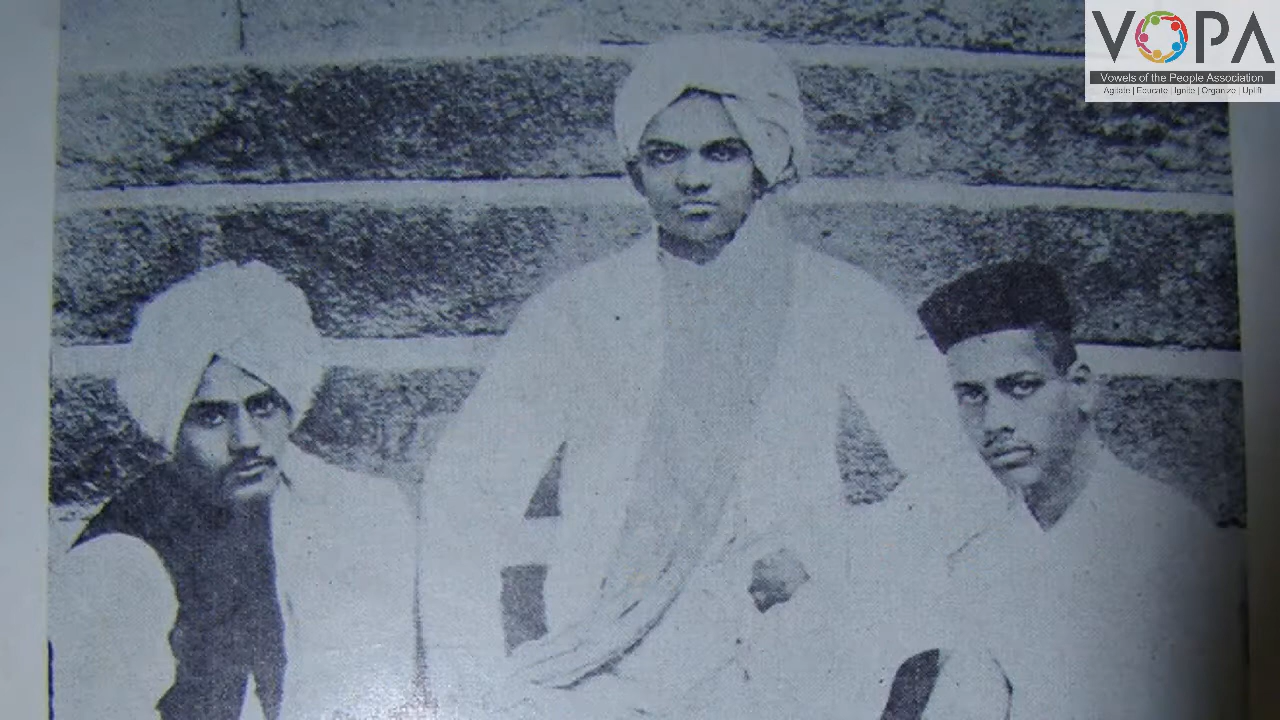 VOPA
Vowels of the People Association
Agitate | Educate Ignite | Organize | Uplift